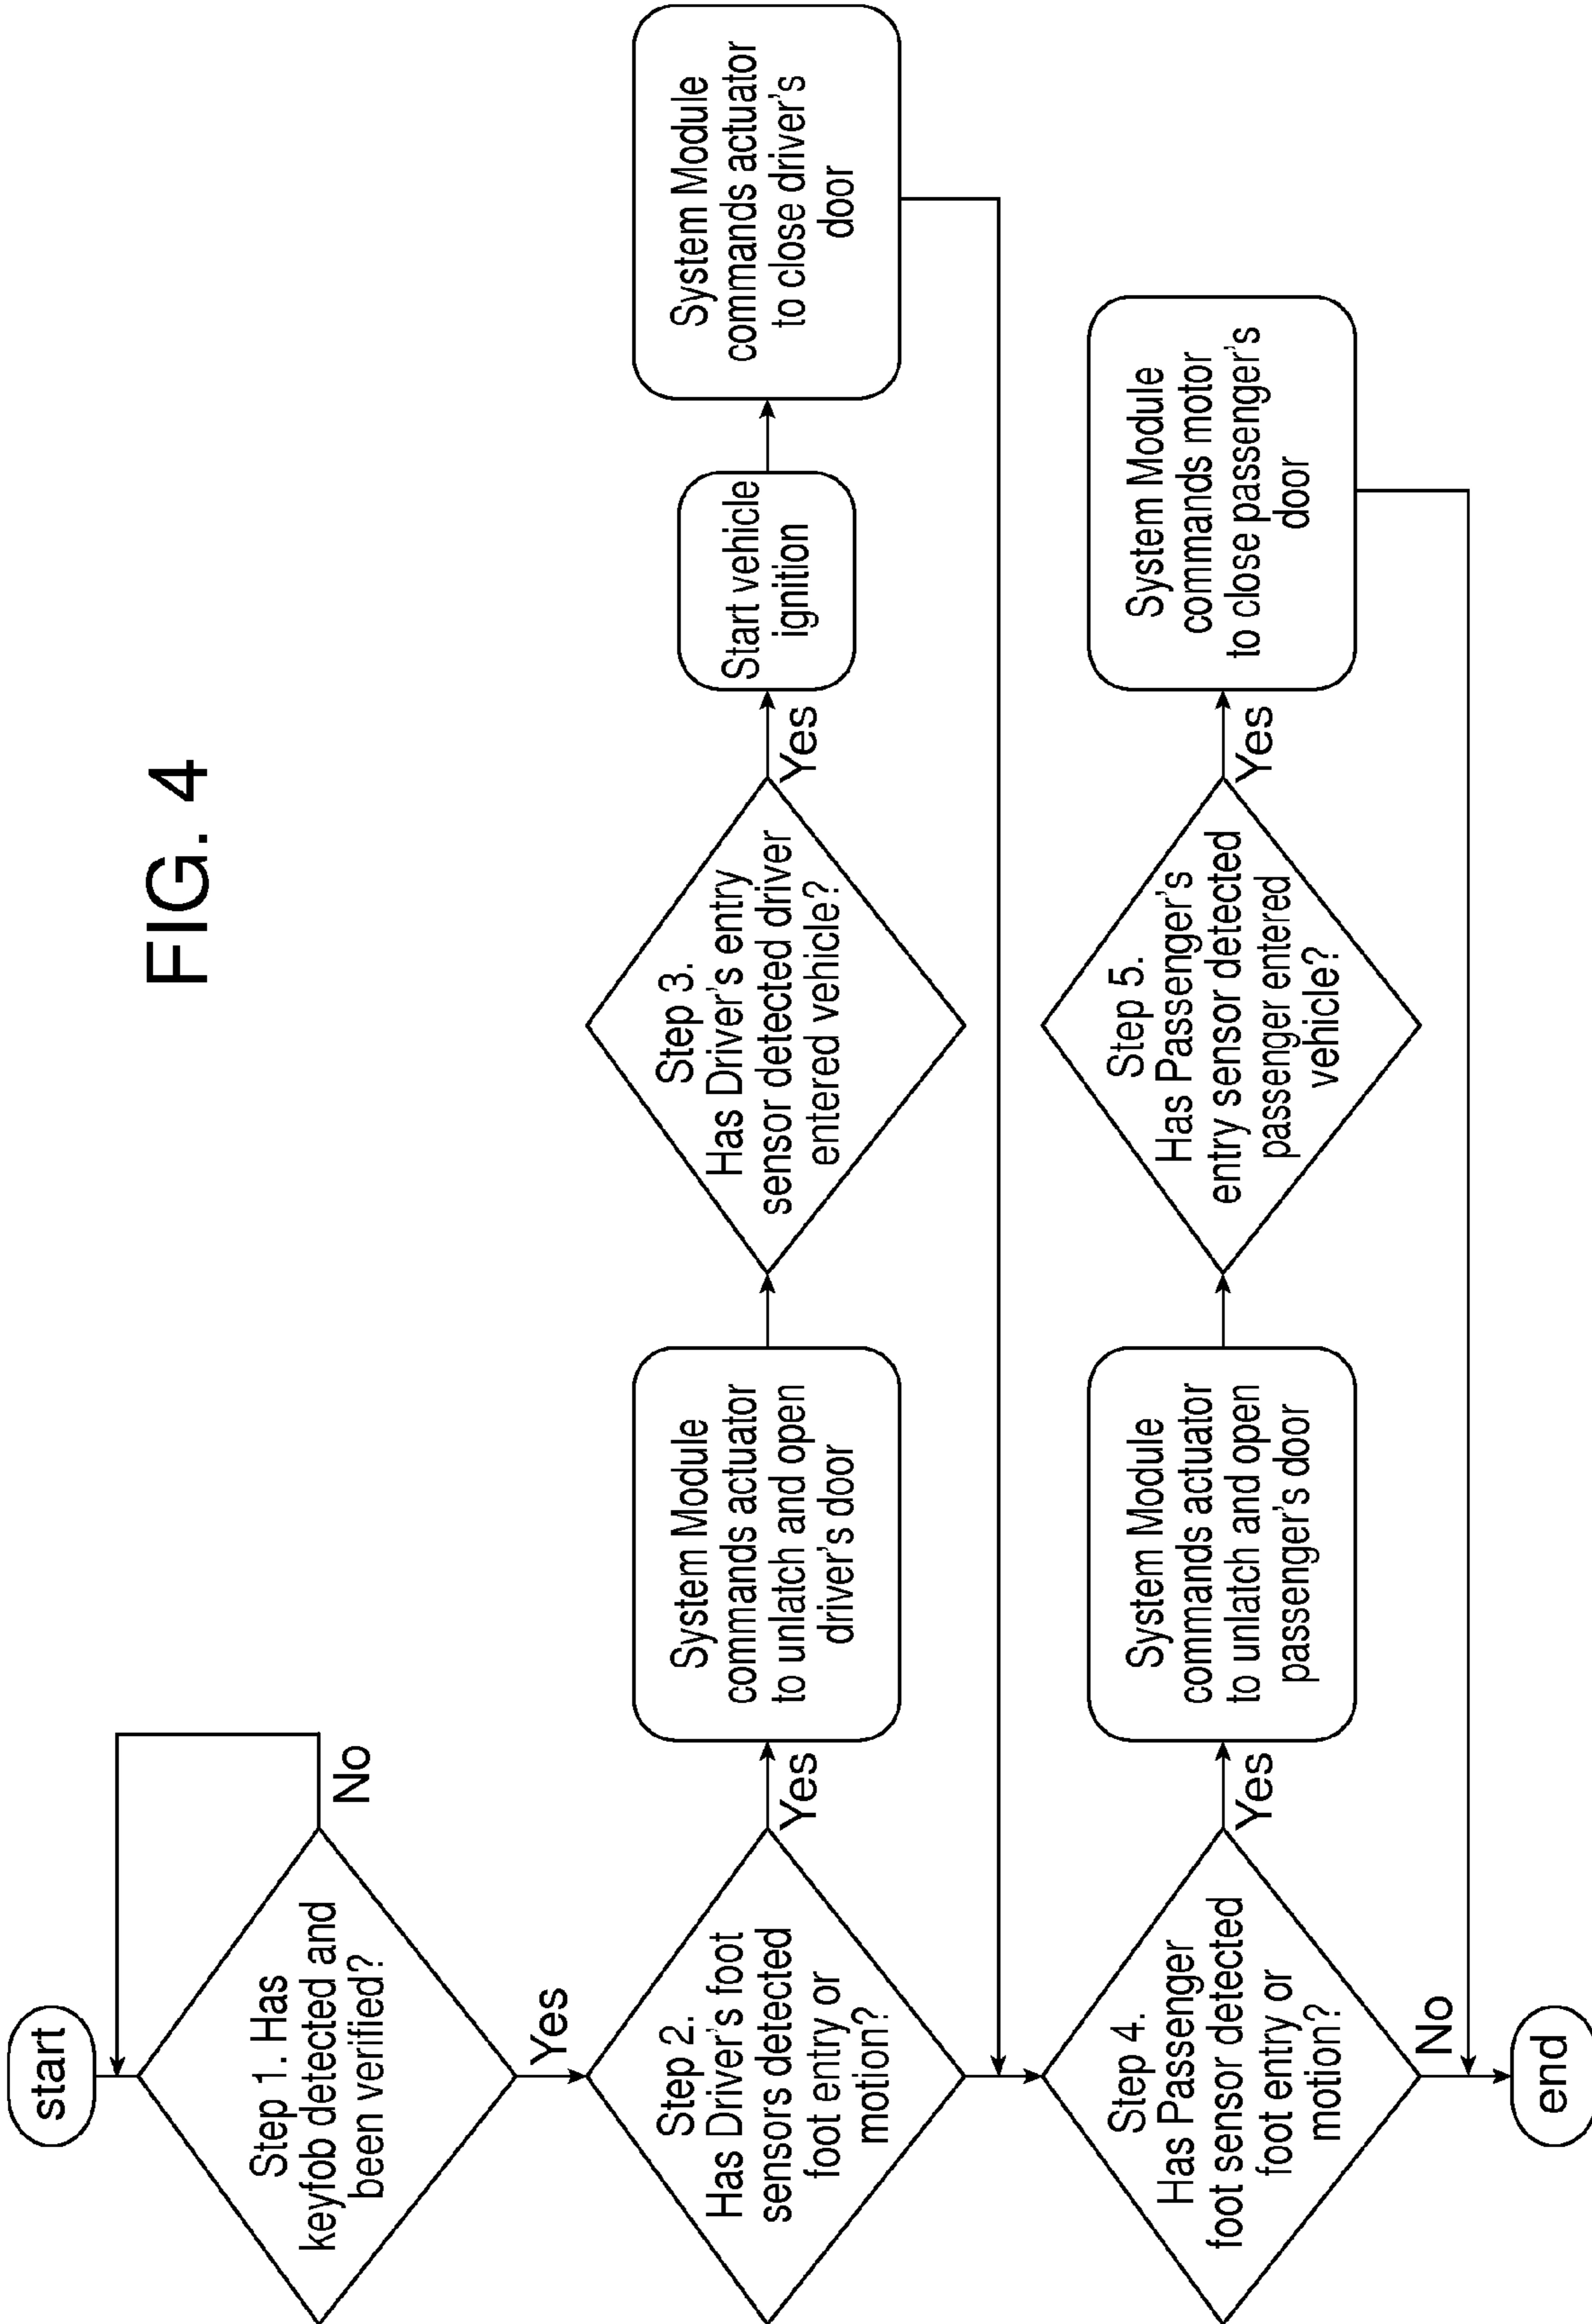 FIG. 4
start
Step 1. Has
keyfob detected and
been verified?
No
Yes
Step 2.
Has Driver's foot
sensors detected
foot entry or
motion?
Yes
System Module
commands actuator
to unlatch and open
driver's door
Step 3.
Has Driver's entry
sensor detected driver
entered vehicle?
Yes
Start vehicle
ignition
System Module
commands actuator
to close driver's
door
Step 4.
Has Passenger
foot sensor detected
foot entry or
motion?
Yes
System Module
commands actuator
to unlatch and open
passenger's door
Step 5.
Has Passenger's
entry sensor detected
passenger entered
vehicle?
Yes
System Module
commands motor
to close passenger's
door
No
end